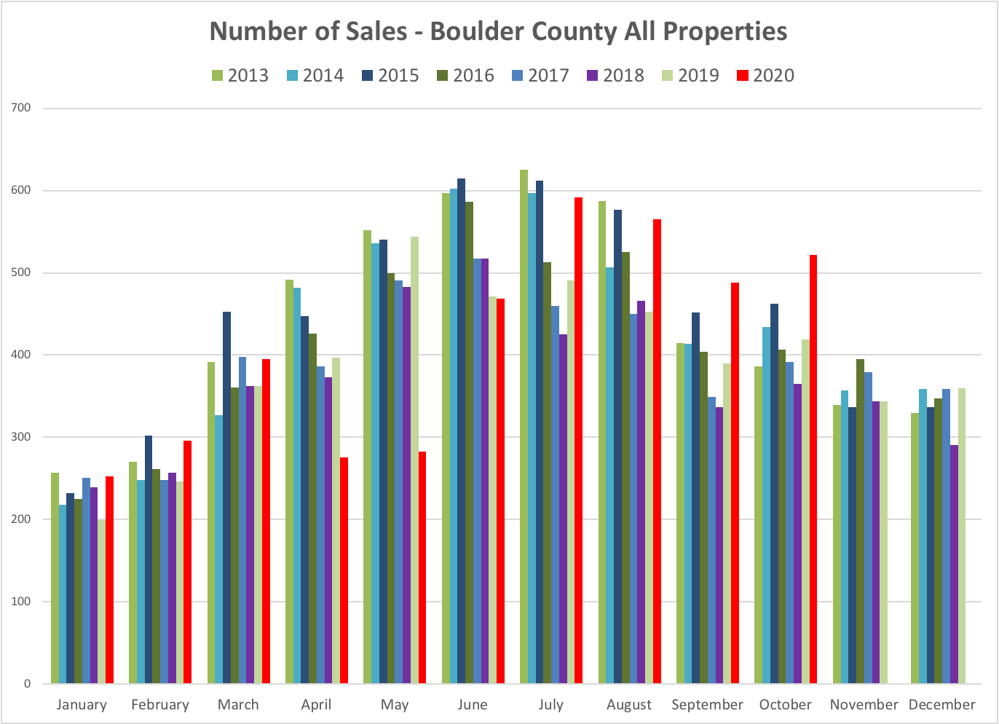 Number of Sales - Boulder County All Properties
2013 2014 2015 2016 2017 2018 2019 2020
700
600
500
400
300
200
100
0
January February March April May June July August September October November December